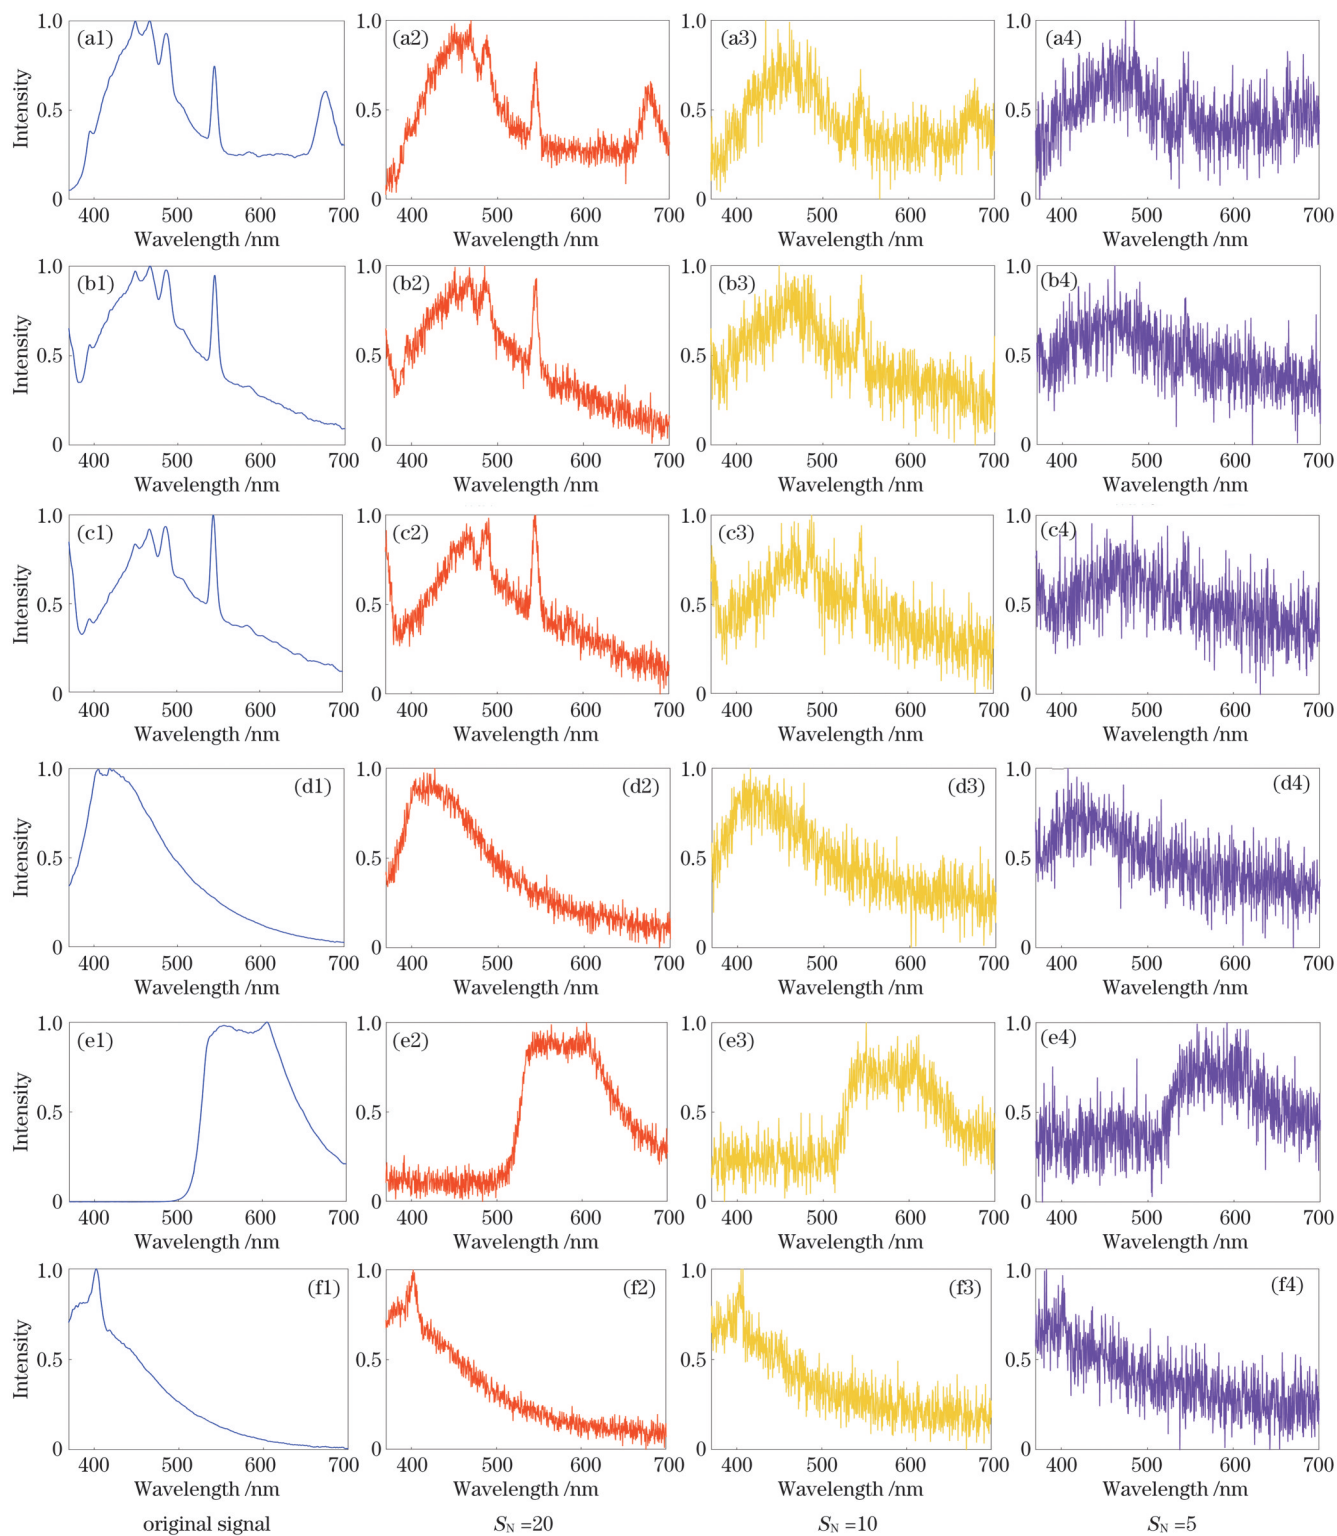 1.0 1.0 1.0 1.0
(a1) (a2) (a3) (a4)
Intensity 0.5 0.5 0.5 0.5
0 0 0 0
400 500 600 700 400 500 600 700 400 500 600 700 400 500 600 700
Wavelength /nm Wavelength /nm Wavelength /nm Wavelength /nm
1.0 1.0 1.0 1.0
(b1) (b2) (b3) (b4)
Intensity 0.5 0.5 0.5 0.5
0 0 0 0
400 500 600 700 400 500 600 700 400 500 600 700 400 500 600 700
Wavelength /nm Wavelength /nm Wavelength /nm Wavelength /nm
1.0 1.0 1.0 1.0
(c1) (c2) (c3) (c4)
Intensity 0.5 0.5 0.5 0.5
0 0 0 0
400 500 600 700 400 500 600 700 400 500 600 700 400 500 600 700
Wavelength /nm Wavelength /nm Wavelength /nm Wavelength /nm
1.0 1.0 1.0 1.0
(d1) (d2) (d3) (d4)
Intensity 0.5 0.5 0.5 0.5
0 0 0 0
400 500 600 700 400 500 600 700 400 500 600 700 400 500 600 700
Wavelength /nm Wavelength /nm Wavelength /nm Wavelength /nm
1.0 1.0 1.0 1.0
(e1) (e2) (e3) (e4)
Intensity 0.5 0.5 0.5 0.5
0 0 0 0
400 500 600 700 400 500 600 700 400 500 600 700 400 500 600 700
Wavelength /nm Wavelength /nm Wavelength /nm Wavelength /nm
1.0 1.0 1.0 1.0
(f1) (f2) (f3) (f4)
Intensity 0.5 0.5 0.5 0.5
0 0 0 0
400 500 600 700 400 500 600 700 400 500 600 700 400 500 600 700
Wavelength /nm Wavelength /nm Wavelength /nm Wavelength /nm
original signal S_N =20 S_N =10 S_N =5